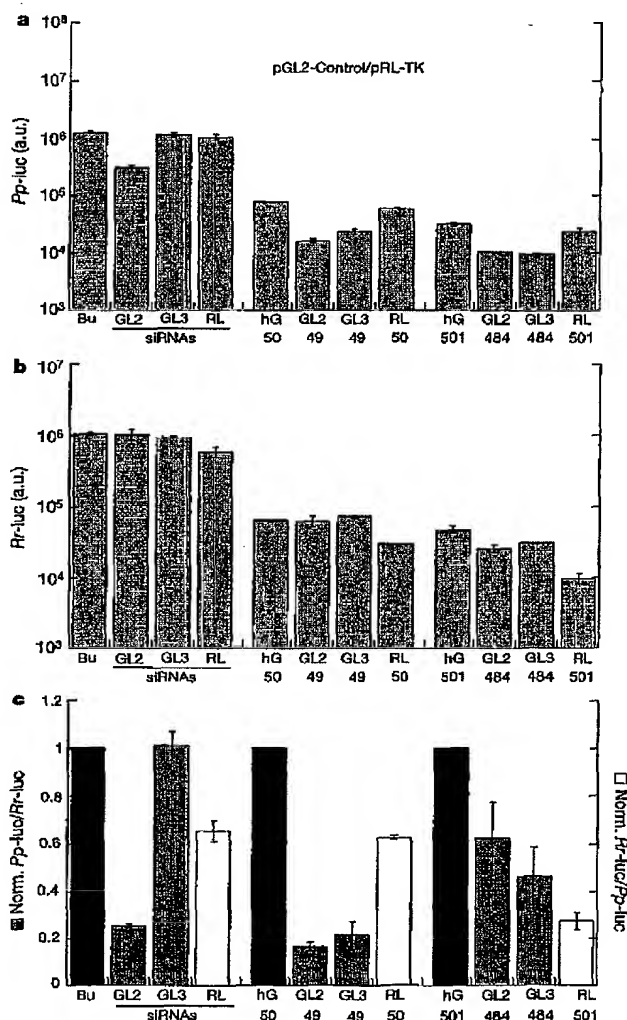 a
10⁸
pGL2-Control/pRL-TK
10⁷
10⁶
10⁵
10⁴
10³
Pp-luc (a.u.)
Bu GL2 GL3 RL hG GL2 GL3 RL hG GL2 GL3 RL
siRNAs 50 49 49 50 501 484 484 501
b
10⁷
10⁶
10⁵
10⁴
10³
Rr-luc (a.u.)
Bu GL2 GL3 RL hG GL2 GL3 RL hG GL2 GL3 RL
siRNAs 50 49 49 50 501 484 484 501
c
1.2
1
0.8
0.6
0.4
0.2
0
Norm. Pp-luc/Rr-luc
Norm. Rr-luc/Pp-luc
Bu GL2 GL3 RL hG GL2 GL3 RL hG GL2 GL3 RL
siRNAs 50 49 49 50 501 484 484 501